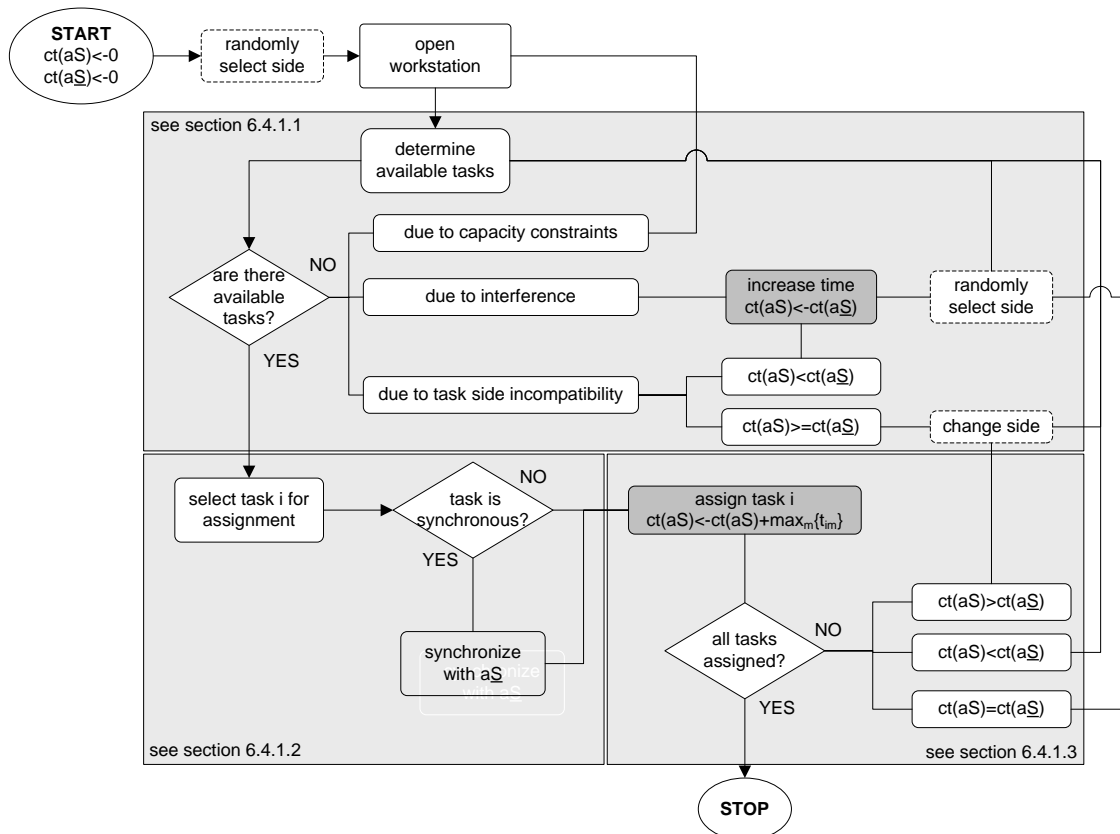 START
ct(aS)<-0
ct(aS)<-0
randomly
select side
open
workstation
see section 6.4.1.1
determine
available tasks
due to capacity constraints
NO
are there
available
tasks?
due to interference
increase time
ct(aS)<-ct(aS)
randomly
select side
YES
ct(aS)<ct(aS)
due to task side incompatibility
ct(aS)>=ct(aS)
change side
select task i for
assignment
task is
synchronous?
NO
YES
assign task i
ct(aS)<-ct(aS)+maxm{tim}
synchronize
with aS
synchronize
with aS
all tasks
assigned?
NO
YES
ct(aS)>ct(aS)
ct(aS)<ct(aS)
ct(aS)=ct(aS)
see section 6.4.1.2
see section 6.4.1.3
STOP